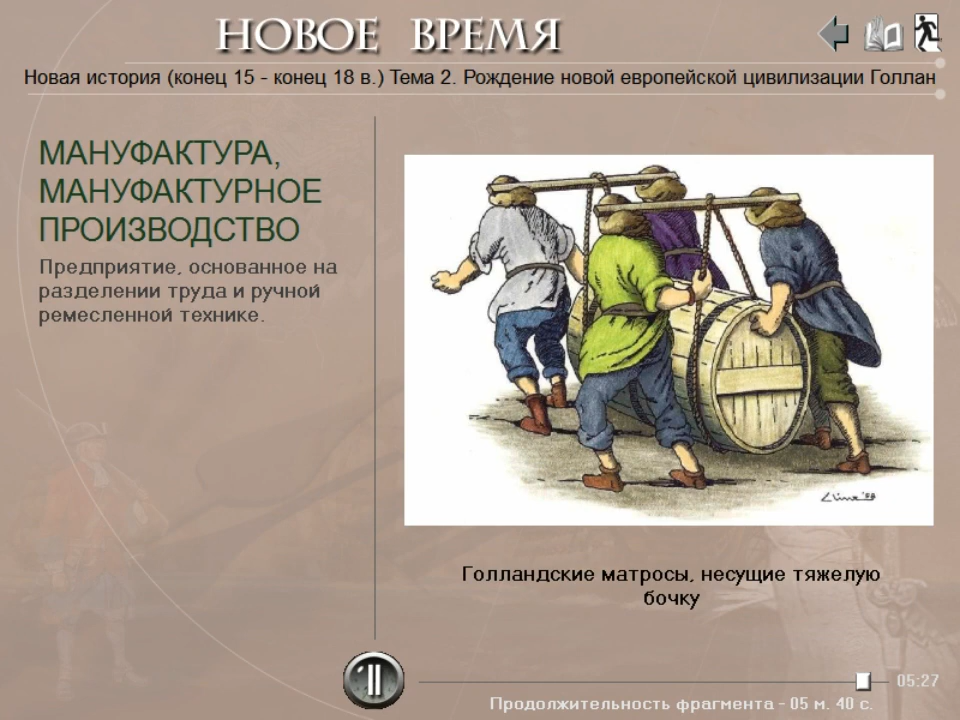 НОВОЕ ВРЕМЯ
Новая история (конец 15 - конец 18 в.) Тема 2. Рождение новой европейской цивилизации Голлан
МАНУФАКТУРА,
МАНУФАКТУРНОЕ
ПРОИЗВОДСТВО
Предприятие, основанное на
разделении труда и ручной
ремесленной технике.
Голландские матросы, несущие тяжелую
бочку
05:27
Продолжительность фрагмента - 05 м. 40 с.